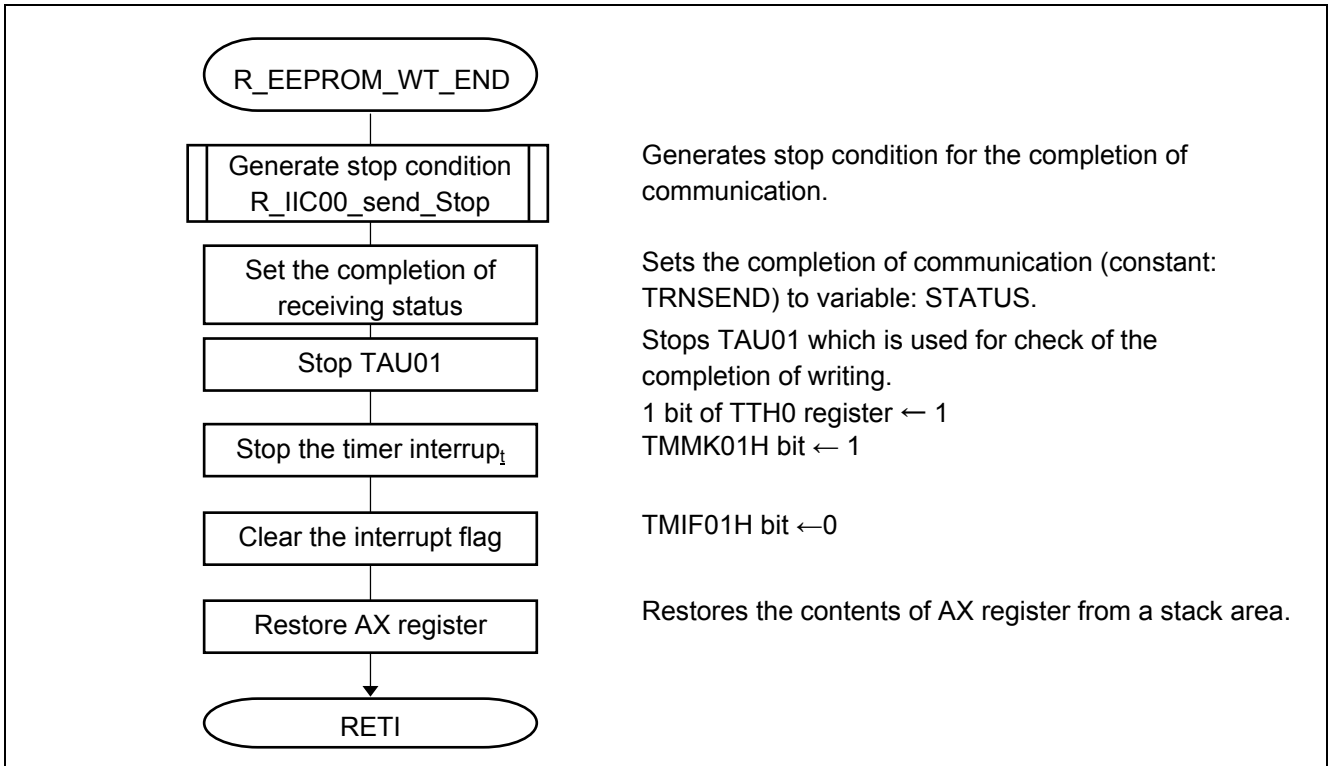 R_EEPROM_WT_END
Generate stop condition
R_IIC00_send_Stop
Generates stop condition for the completion of
communication.
Set the completion of
receiving status
Sets the completion of communication (constant:
TRNSEND) to variable: STATUS.
Stop TAU01
Stops TAU01 which is used for check of the
completion of writing.
1 bit of TTH0 register ← 1
Stop the timer interrupt
TMMK01H bit ← 1
Clear the interrupt flag
TMIF01H bit ←0
Restore AX register
Restores the contents of AX register from a stack area.
RETI